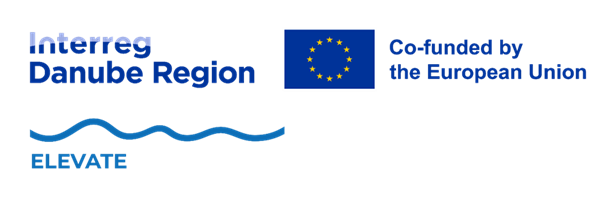 Interreg
Danube Region
Co-funded by
the European Union
ELEVATE